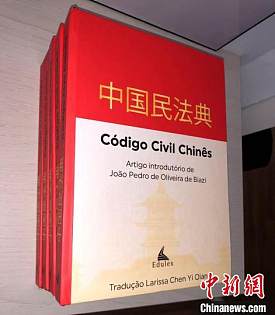 中国民法典
Código Civil Chinês
Artigo introdutório de
João Pedro de Oliveira de Biazi
Edulex
Tradução Larissa Chen Yi Qian
中新网
Chinanews.com